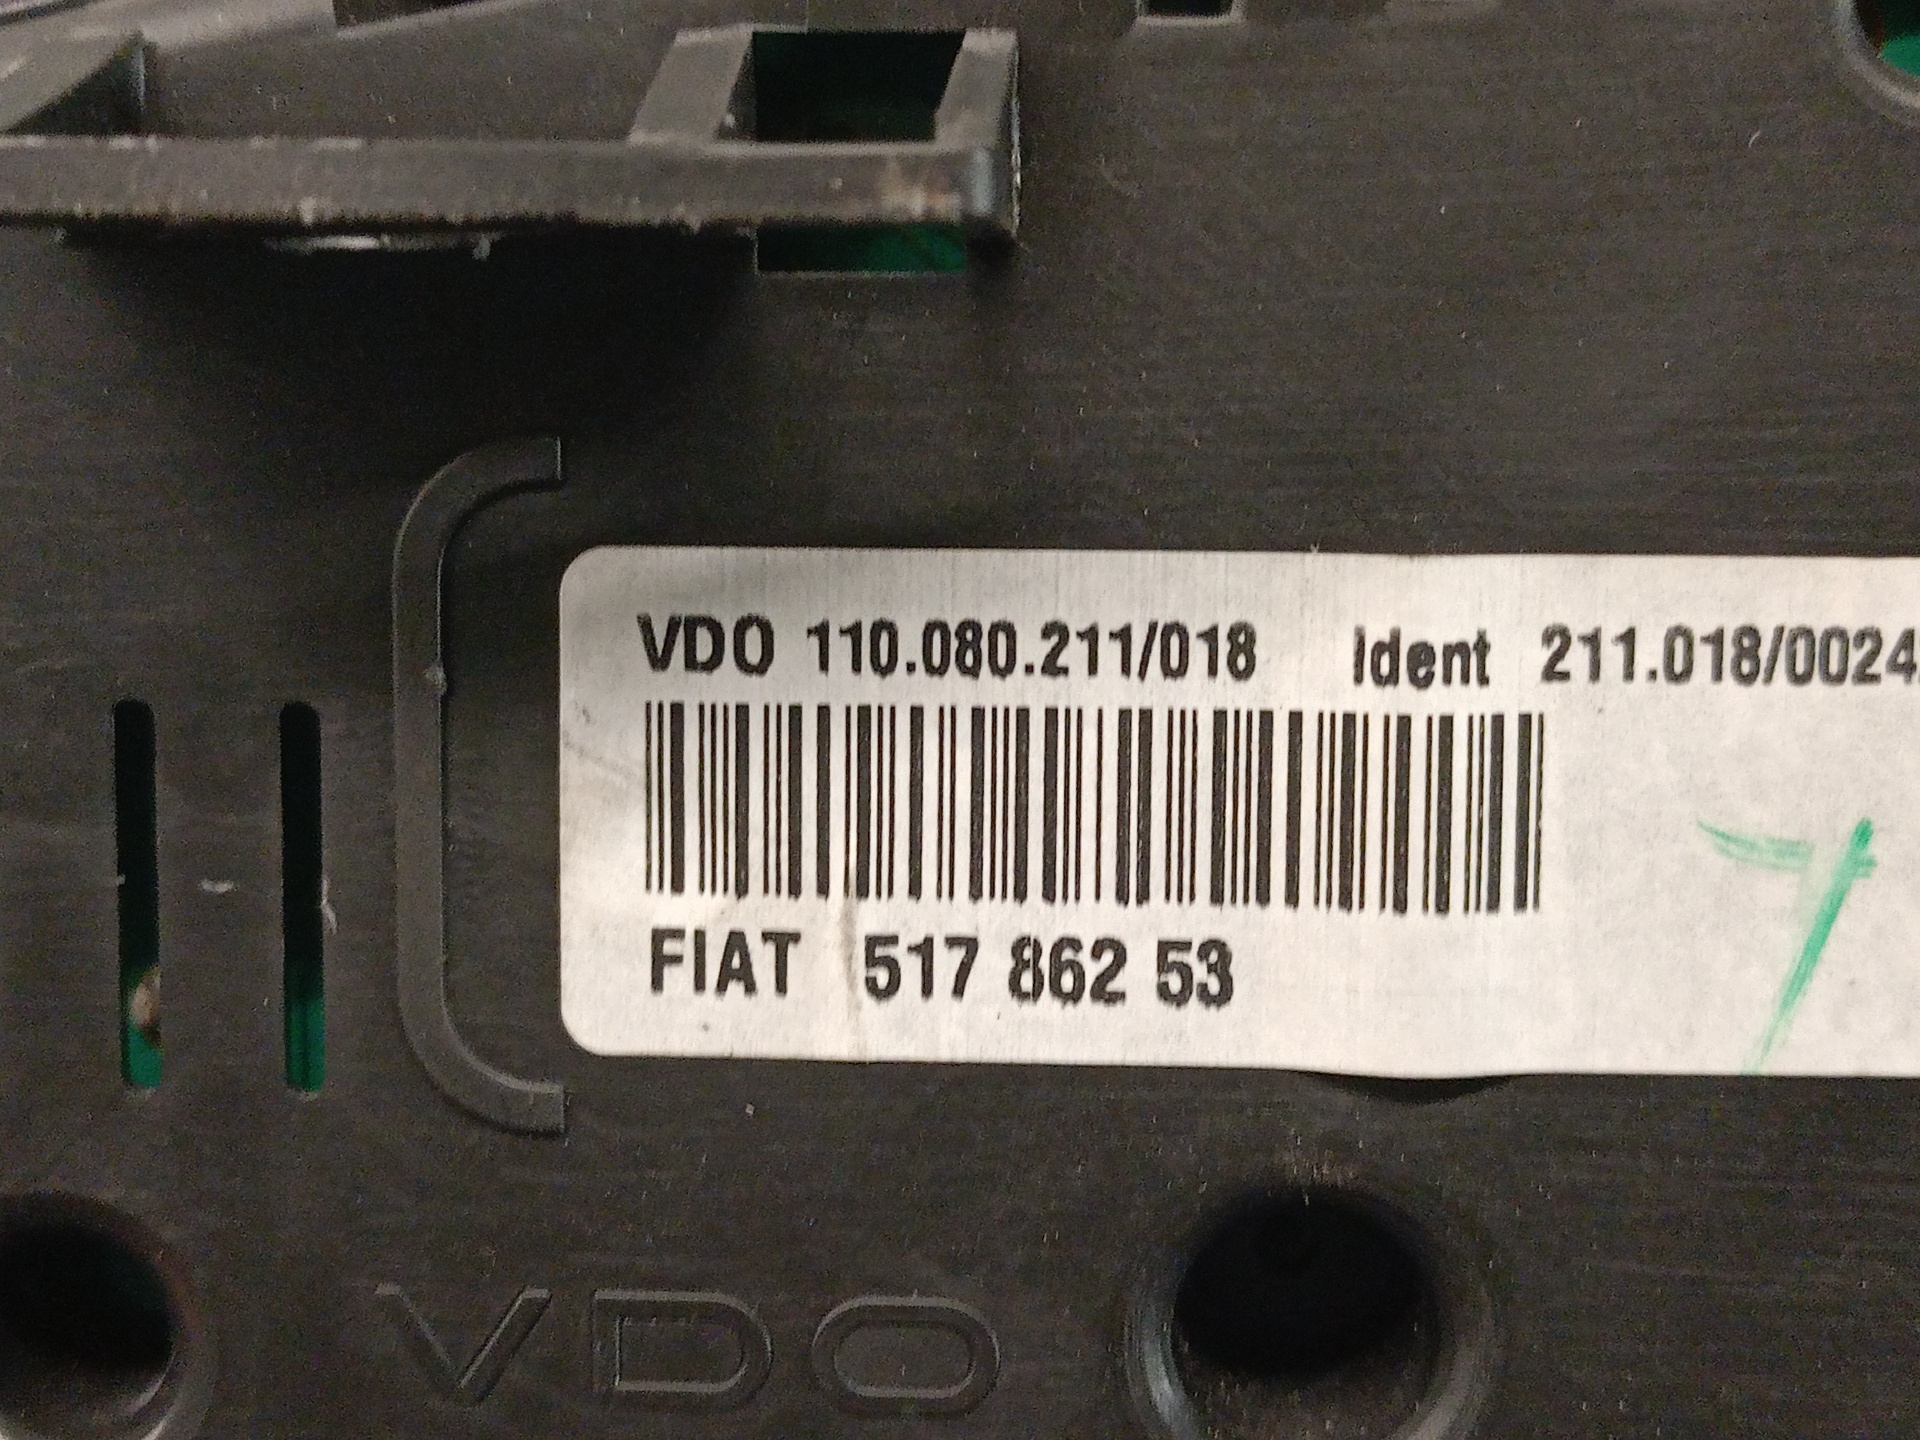 VDO 110.080.211/018 Ident 211.018/0024
FIAT 517 862 53
VDO